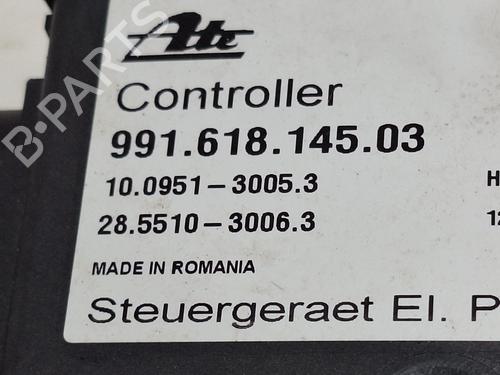 Ate
Controller
991.618.145.03
10.0951-3005.3 H
28.5510-3006.3 12
MADE IN ROMANIA
Steuergeraet El. P
B-PARTS